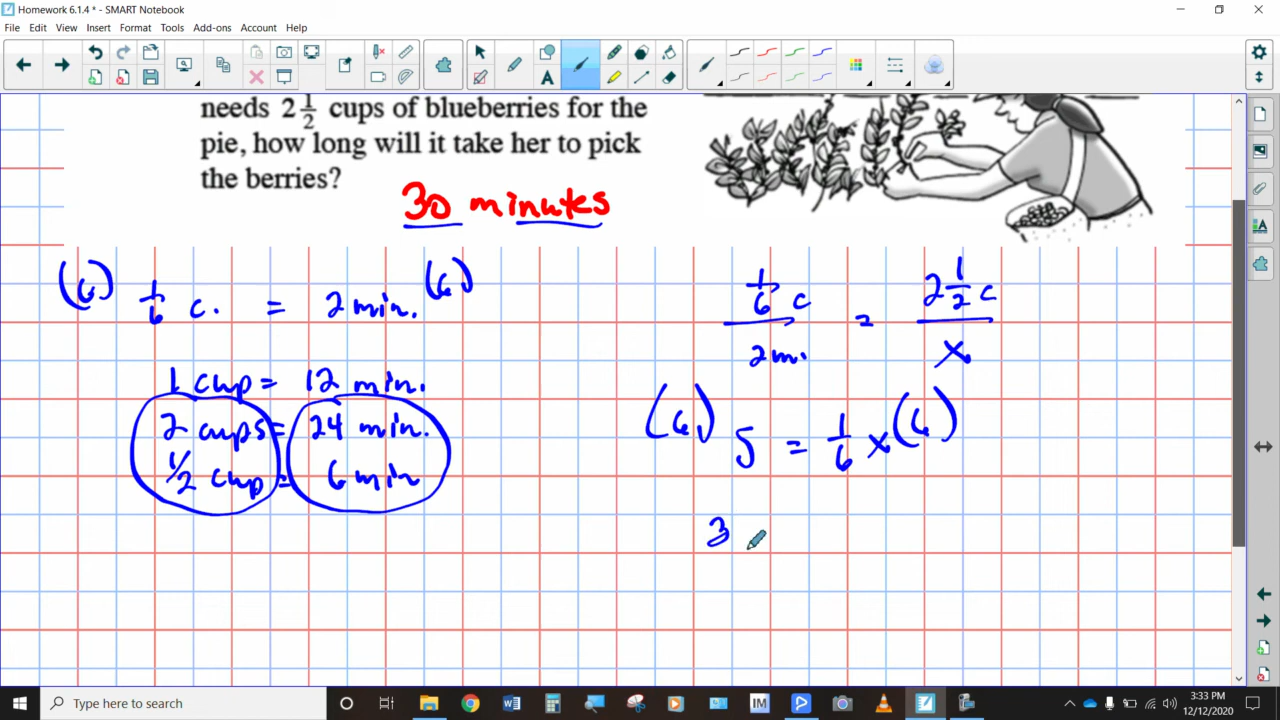 Homework 6.1.4 * - SMART Notebook
File Edit View Insert Format Tools Add-ons Account Help
needs 2 1/2 cups of blueberries for the
pie, how long will it take her to pick
the berries?
30 minutes
(6) 1/6 c. = 2 min. (6)
1 cup = 12 min.
2 cups = 24 min.
1/2 cup = 6 min
1/6 c / 2 m. = 2 1/2 c / x
(6) 5 = 1/6 x (6)
3
Type here to search
IM
3:33 PM
12/12/2020